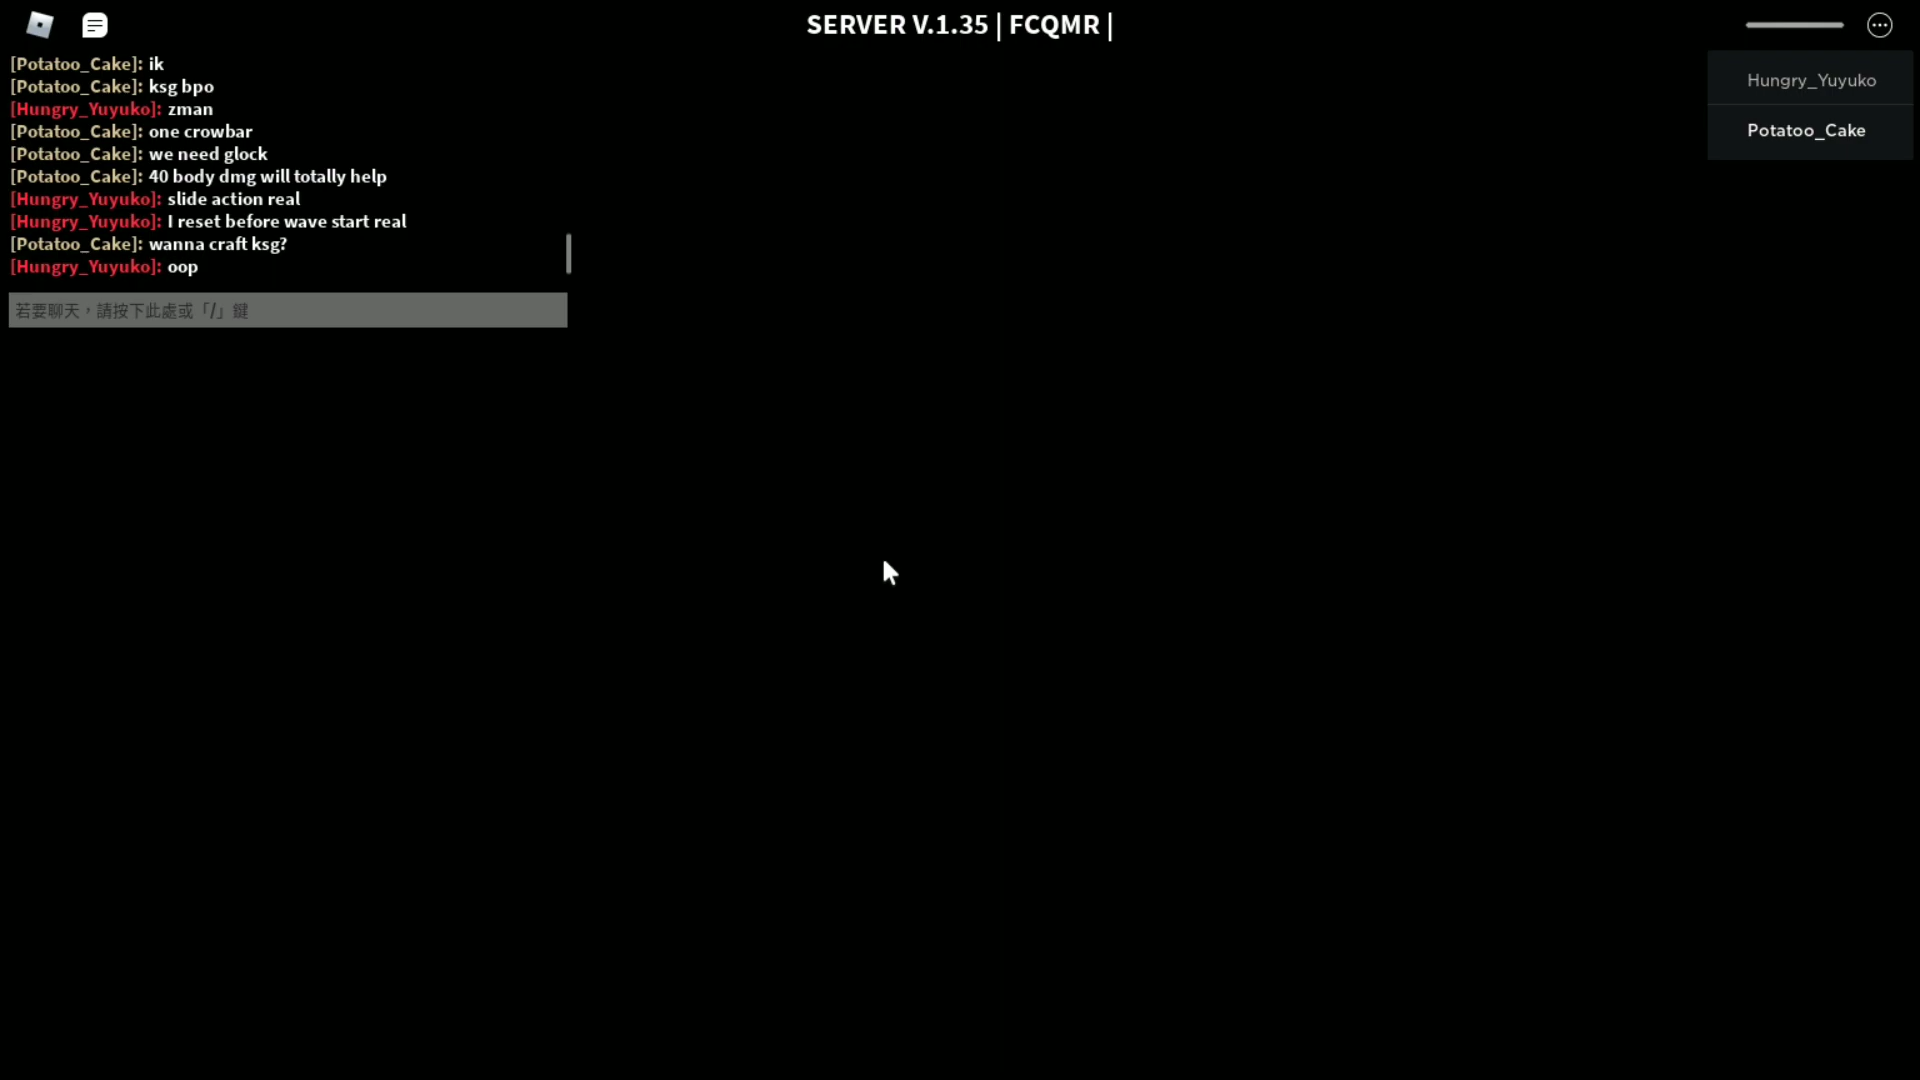 SERVER V.1.35 | FCQMR |
[Potatoo_Cake]: ik
[Potatoo_Cake]: ksg bpo
[Hungry_Yuyuko]: zman
[Potatoo_Cake]: one crowbar
[Potatoo_Cake]: we need glock
[Potatoo_Cake]: 40 body dmg will totally help
[Hungry_Yuyuko]: slide action real
[Hungry_Yuyuko]: I reset before wave start real
[Potatoo_Cake]: wanna craft ksg?
[Hungry_Yuyuko]: oop
若要聊天，請按下此處或「/」鍵
Hungry_Yuyuko
Potatoo_Cake